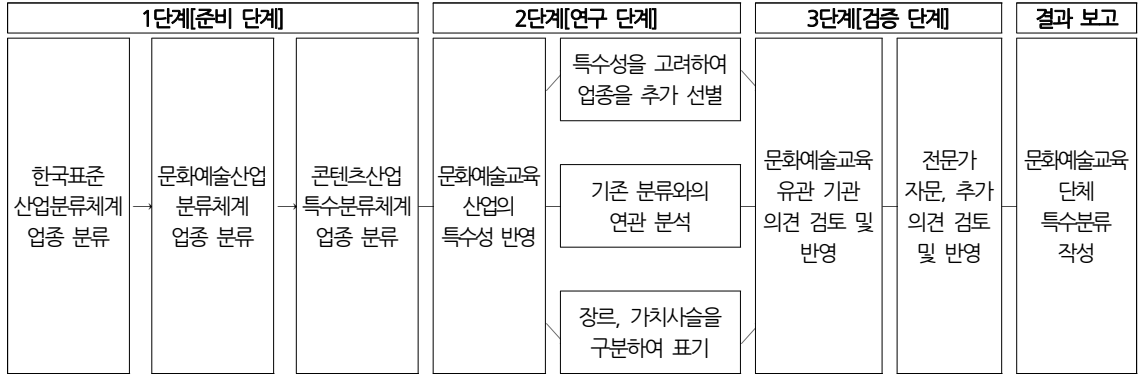 1단계[준비 단계]
2단계[연구 단계]
3단계[검증 단계]
결과 보고
한국표준
산업분류체계
업종 분류
문화예술산업
분류체계
업종 분류
콘텐츠산업
특수분류체계
업종 분류
문화예술교육
산업의
특수성 반영
특수성을 고려하여
업종을 추가 선별
기존 분류와의
연관 분석
장르, 가치사슬을
구분하여 표기
문화예술교육
유관 기관
의견 검토 및
반영
전문가
자문, 추가
의견 검토
및 반영
문화예술교육
단체
특수분류
작성